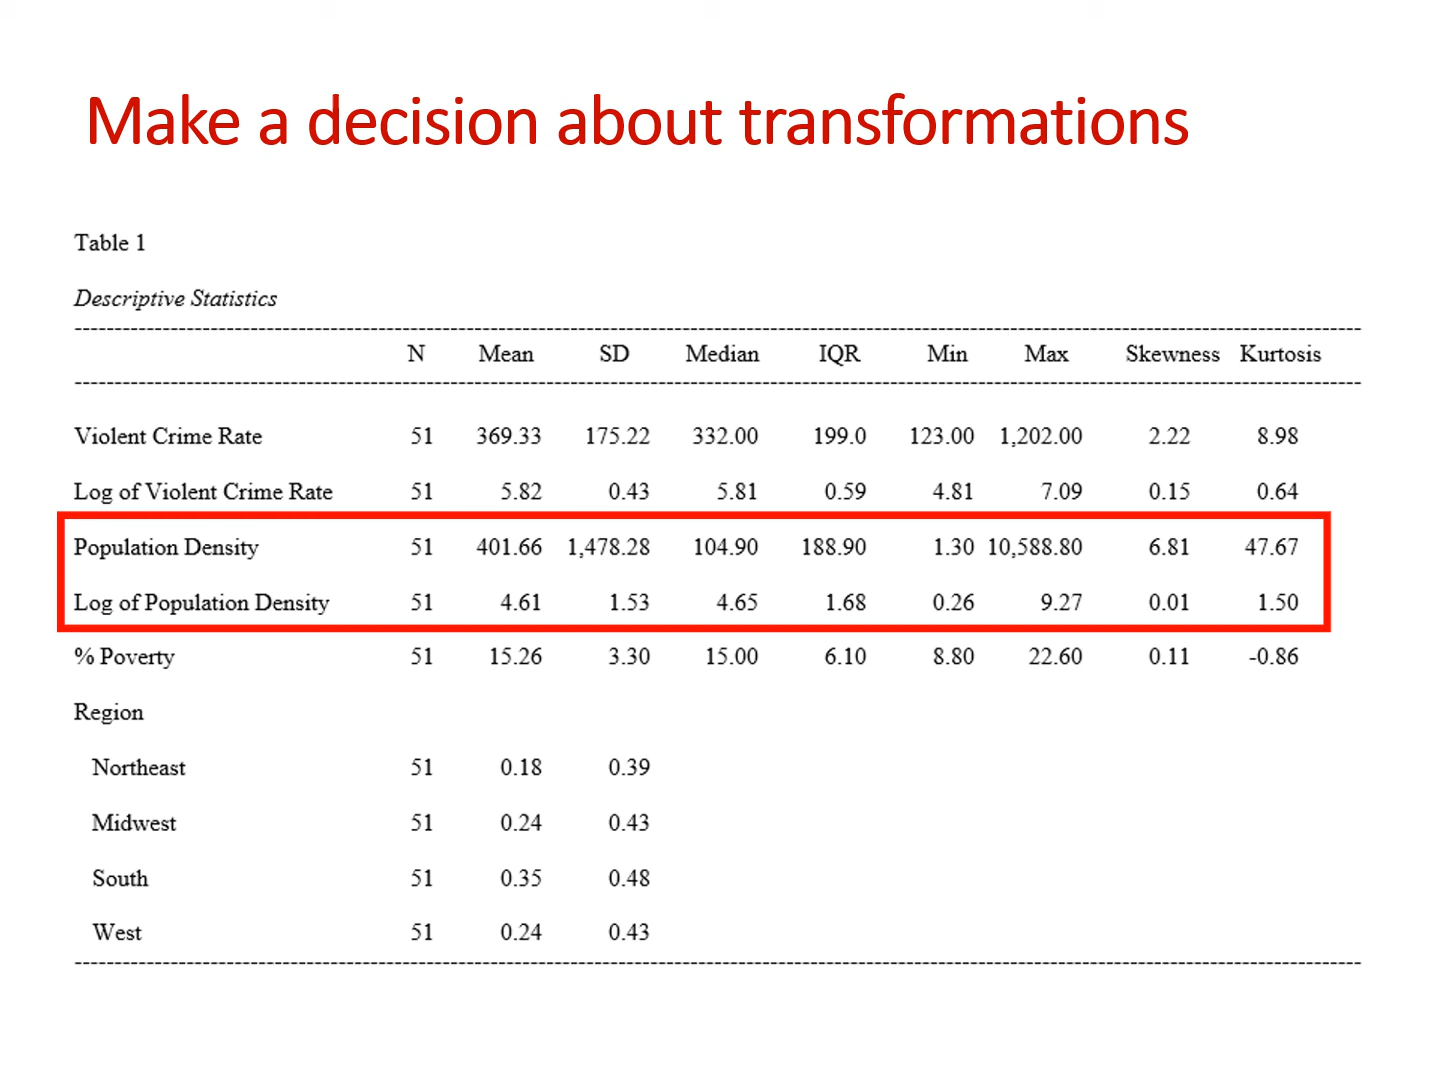 Make a decision about transformations
Table 1
Descriptive Statistics
N Mean SD Median IQR Min Max Skewness Kurtosis
Violent Crime Rate 51 369.33 175.22 332.00 199.0 123.00 1,202.00 2.22 8.98
Log of Violent Crime Rate 51 5.82 0.43 5.81 0.59 4.81 7.09 0.15 0.64
Population Density 51 401.66 1,478.28 104.90 188.90 1.30 10,588.80 6.81 47.67
Log of Population Density 51 4.61 1.53 4.65 1.68 0.26 9.27 0.01 1.50
% Poverty 51 15.26 3.30 15.00 6.10 8.80 22.60 0.11 -0.86
Region
Northeast 51 0.18 0.39
Midwest 51 0.24 0.43
South 51 0.35 0.48
West 51 0.24 0.43